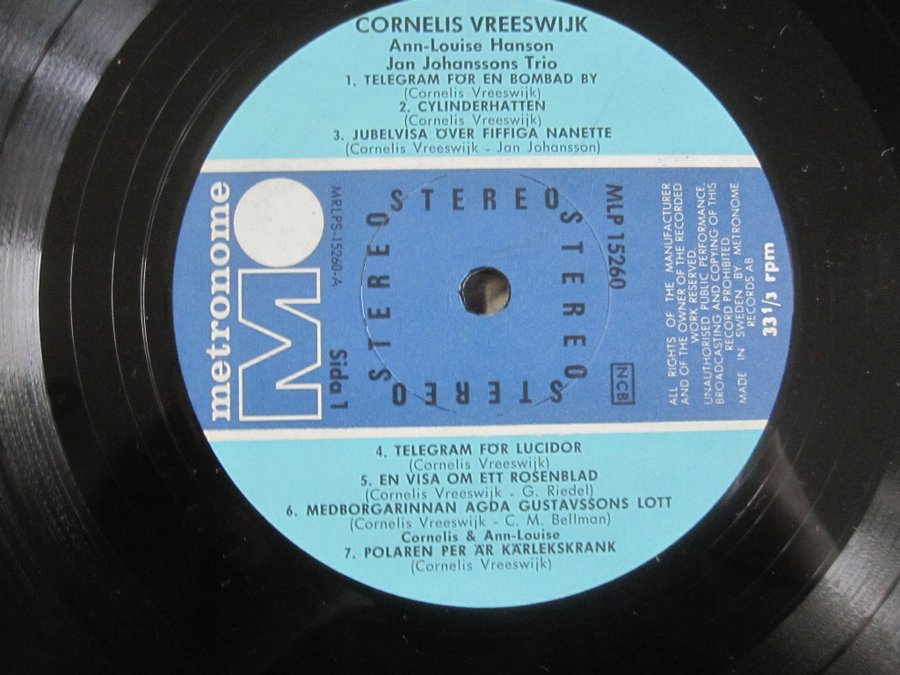 CORNELIS VREESWIJK
Ann-Louise Hanson
Jan Johanssons Trio
1. TELEGRAM FÖR EN BOMBAD BY
(Cornelis Vreeswijk)
2. CYLINDERHATTEN
(Cornelis Vreeswijk)
3. JUBELVISA ÖVER FIFFIGA NANETTE
(Cornelis Vreeswijk - Jan Johansson)
metronome
M
MRLPS-15260-A
Sida 1
STEREO
STEREO
STEREO
STEREO
MLP 15260
NCB
ALL RIGHTS OF THE MANUFACTURER
AND OF THE OWNER OF THE RECORDED
WORK RESERVED.
UNAUTHORISED PUBLIC PERFORMANCE,
BROADCASTING AND COPYING OF THIS
RECORD PROHIBITED.
MADE IN SWEDEN BY METRONOME
RECORDS AB
33 1/3 rpm
4. TELEGRAM FÖR LUCIDOR
(Cornelis Vreeswijk)
5. EN VISA OM ETT ROSENBLAD
(Cornelis Vreeswijk - G. Riedel)
6. MEDBORGARINNAN AGDA GUSTAVSSONS LOTT
(Cornelis Vreeswijk - C. M. Bellman)
Cornelis & Ann-Louise
7. POLAREN PER ÄR KÄRLEKSKRANK
(Cornelis Vreeswijk)